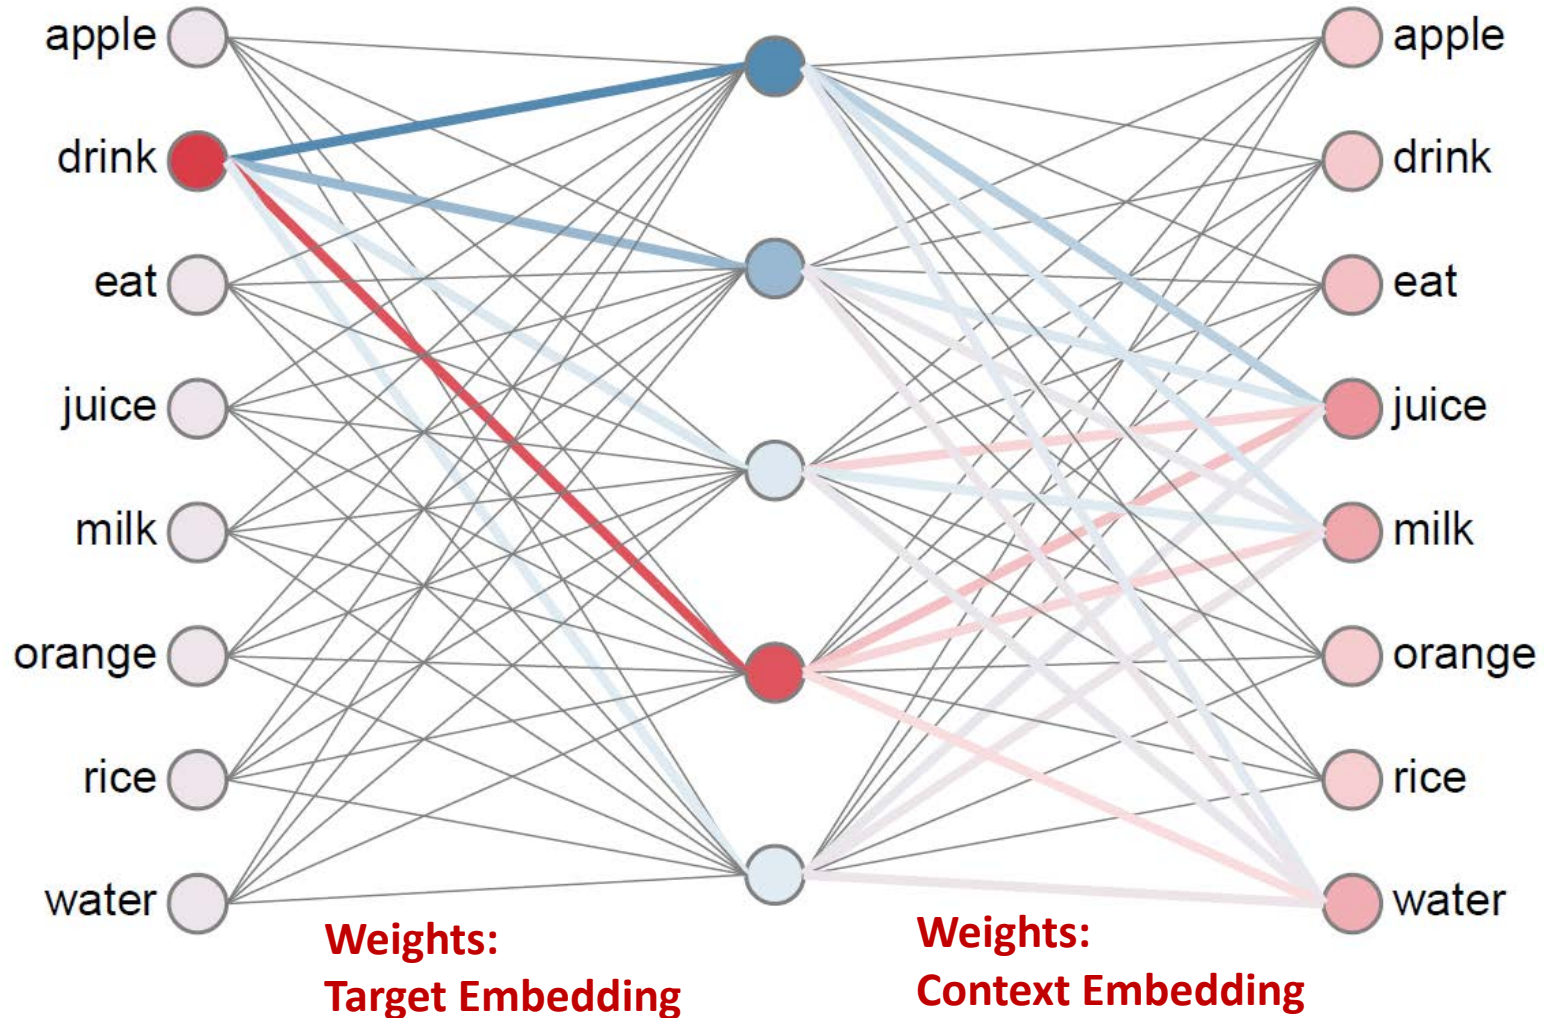 apple
drink
eat
juice
milk
orange
rice
water
apple
drink
eat
juice
milk
orange
rice
water
Weights:
Target Embedding
Weights:
Context Embedding